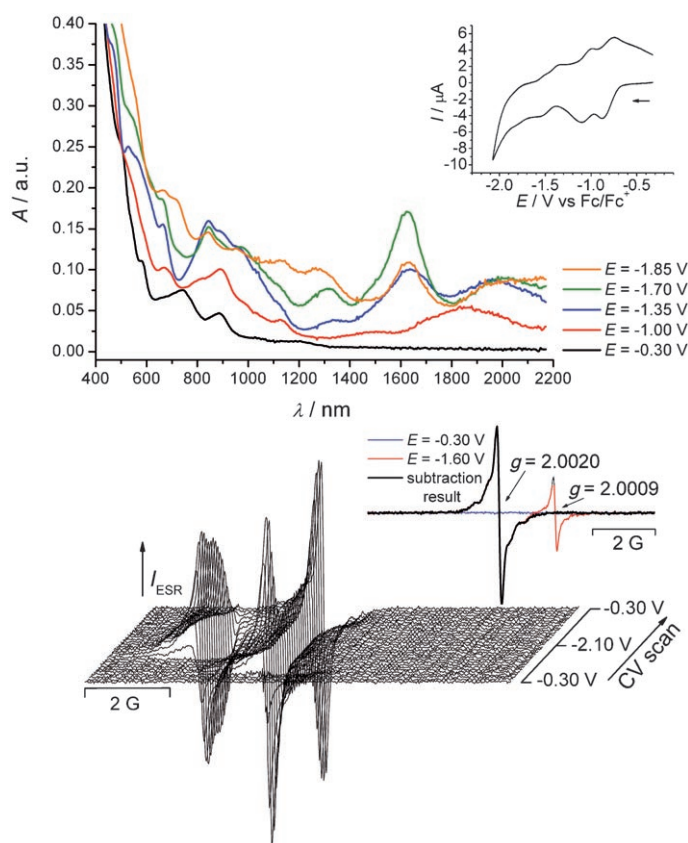 0.40
0.35
0.30
0.25
0.20
0.15
0.10
0.05
0.00
A / a.u.
400 600 800 1000 1200 1400 1600 1800 2000 2200
λ / nm
6
4
2
0
-2
-4
-6
-8
-10
I / μA
-2.0 -1.5 -1.0 -0.5
E / V vs Fc/Fc+
E = -1.85 V
E = -1.70 V
E = -1.35 V
E = -1.00 V
E = -0.30 V
E = -0.30 V
E = -1.60 V
subtraction
result
g = 2.0020
g = 2.0009
2 G
I ESR
2 G
-0.30 V
-2.10 V
-0.30 V
CV scan